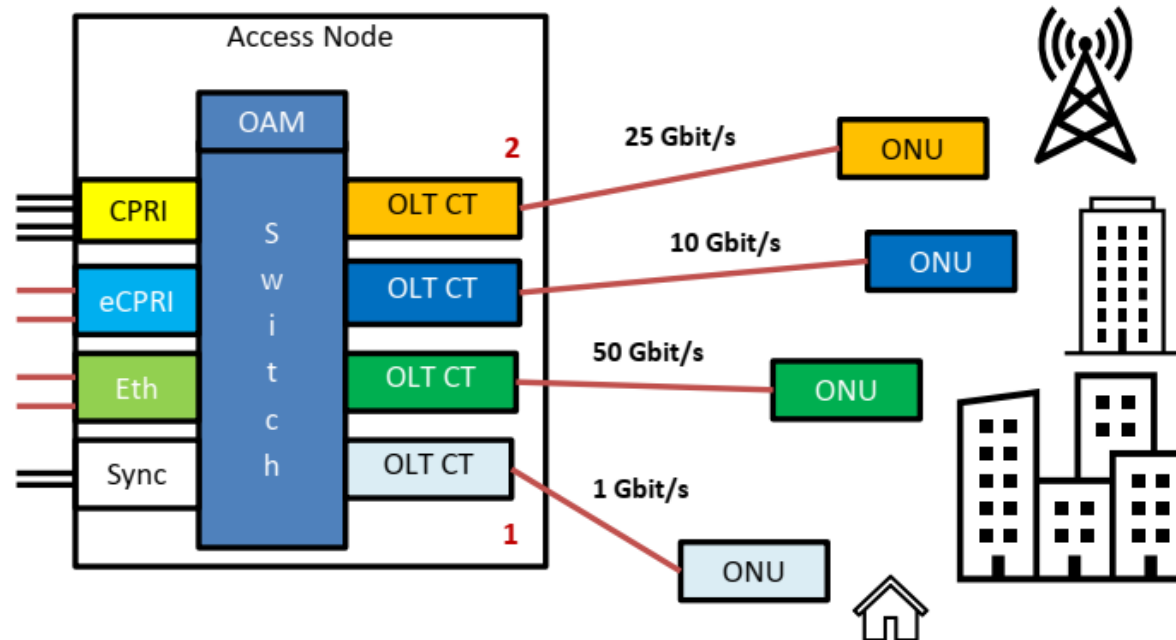 Access Node
OAM
2
25 Gbit/s
ONU
CPRI
OLT CT
S
w
i
t
c
h
10 Gbit/s
ONU
eCPRI
OLT CT
50 Gbit/s
Eth
OLT CT
ONU
Sync
OLT CT
1 Gbit/s
1
ONU